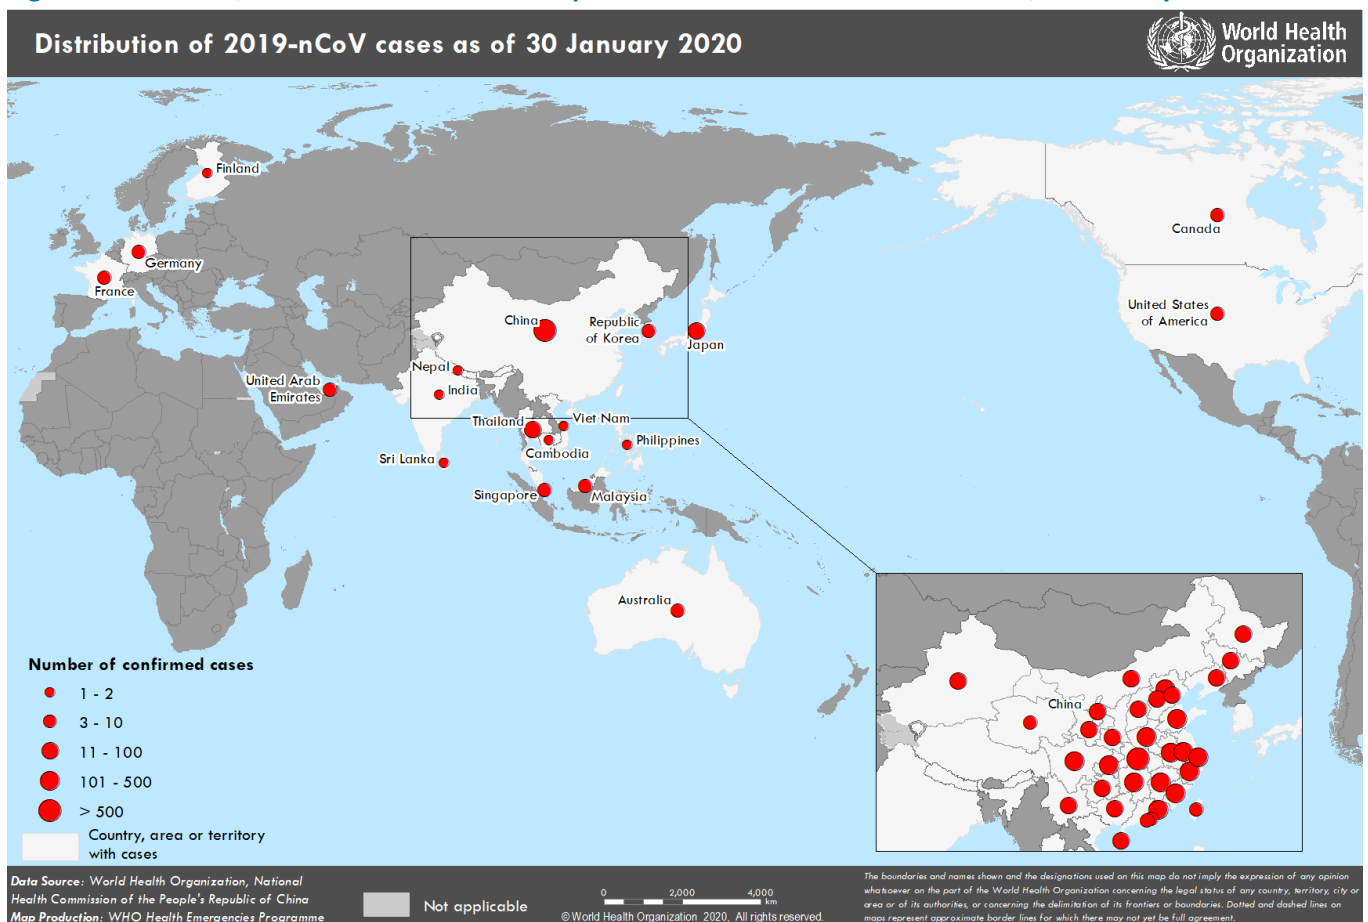 Distribution of 2019-nCoV cases as of 30 January 2020
World Health
Organization
Finland
Germany
France
Canada
United States
of America
China
Republic
of Korea
Japan
Nepal
India
United Arab
Emirates
Thailand
Viet Nam
Cambodia
Philippines
Sri Lanka
Singapore
Malaysia
Australia
China
Number of confirmed cases
1 - 2
3 - 10
11 - 100
101 - 500
> 500
Country, area or territory
with cases
Data Source: World Health Organization, National
Health Commission of the People's Republic of China
Map Production: WHO Health Emergencies Programme
Not applicable
0 2,000 4,000
km
© World Health Organization 2020, All rights reserved.
The boundaries and names shown and the designations used on this map do not imply the expression of any opinion
whatsoever on the part of the World Health Organization concerning the legal status of any country, territory, city or
area or of its authorities, or concerning the delimitation of its frontiers or boundaries. Dotted and dashed lines on
maps represent approximate border lines for which there may not yet be full agreement.